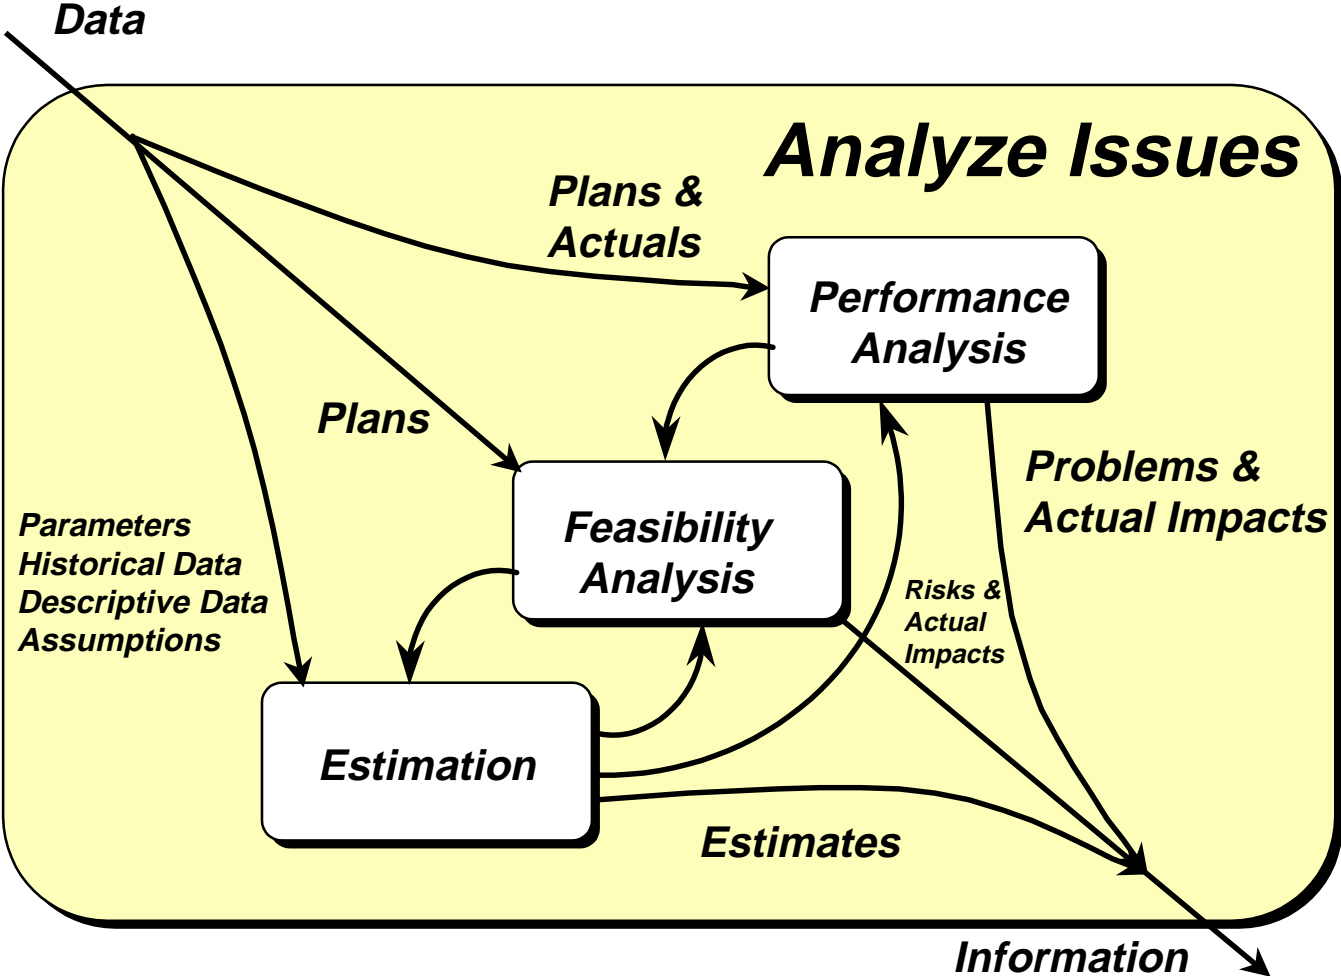 Data
Analyze Issues
Plans &
Actuals
Performance
Analysis
Plans
Problems &
Actual Impacts
Parameters
Historical Data
Descriptive Data
Assumptions
Feasibility
Analysis
Risks &
Actual
Impacts
Estimation
Estimates
Information